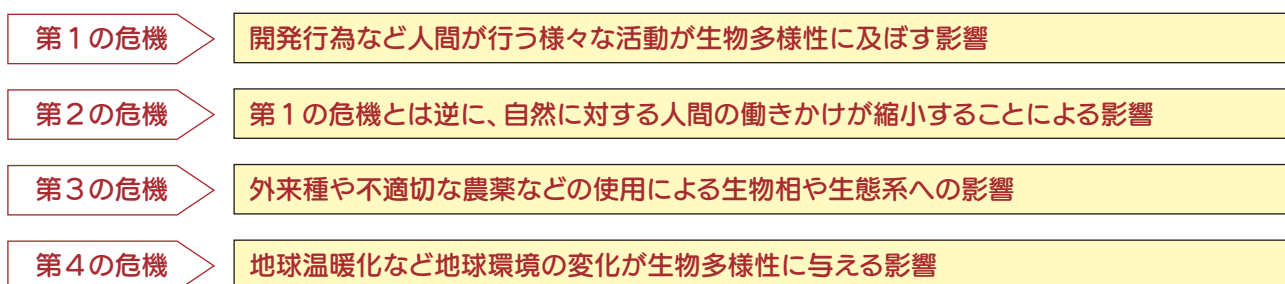 第1の危機
開発行為など人間が行う様々な活動が生物多様性に及ぼす影響
第2の危機
第1の危機とは逆に、自然に対する人間の働きかけが縮小することによる影響
第3の危機
外来種や不適切な農薬などの使用による生物相や生態系への影響
第4の危機
地球温暖化など地球環境の変化が生物多様性に与える影響